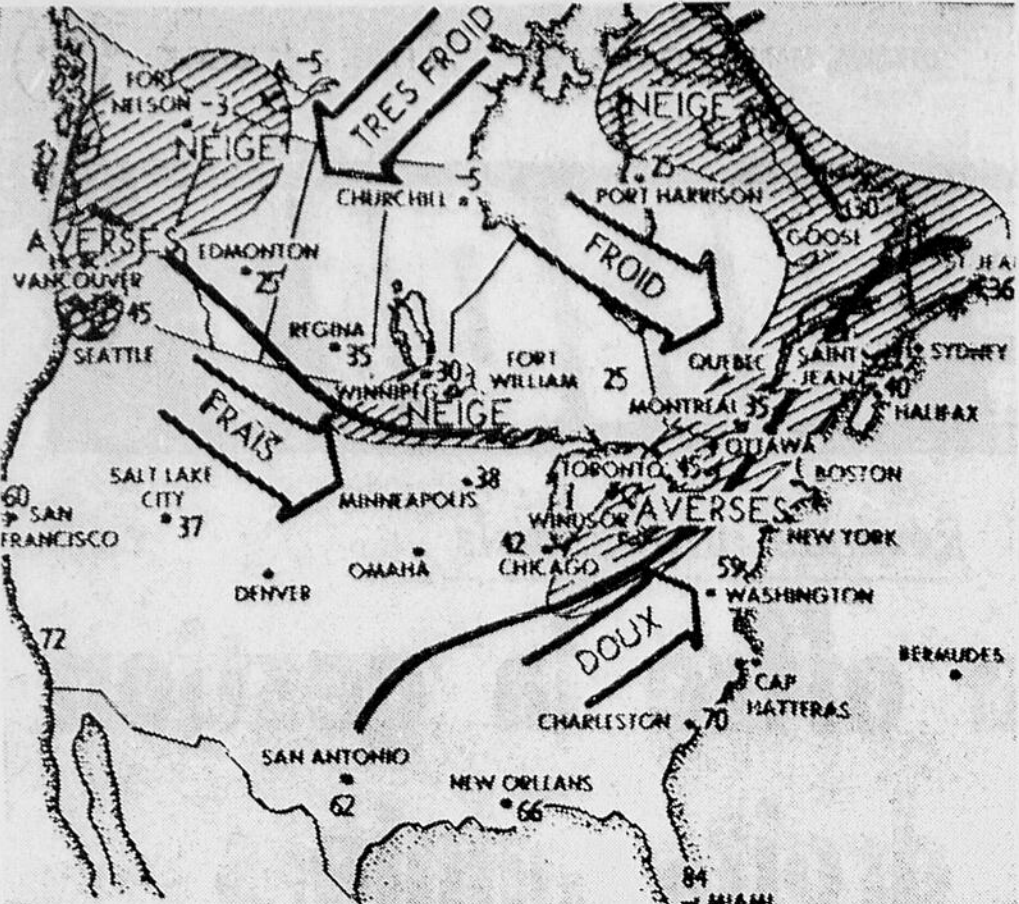 -5
TRES FROID
FORT
NELSON -3
NEIGE
NEIGE
-5
CHURCHILL
25
PORT HARRISON
30
GOOSE
AVERSES
EDMONTON
25
FROID
VANCOUVER
45
SEATTLE
36
REGINA
35
WINNIPEG
30
NEIGE
FORT
WILLIAM
25
QUEBEC
SAINT
JEAN
SYDNEY
40
HALIFAX
MONTREAL 35
OTTAWA
FRAIS
TORONTO
45
BOSTON
SALT LAKE
CITY
37
MINNEAPOLIS
38
60
SAN
FRANCISCO
WINDSOR
AVERSES
NEW YORK
42
CHICAGO
OMAHA
DENVER
59
WASHINGTON
DOUX
72
BERMUDES
CAP
HATTERAS
CHARLESTON
70
SAN ANTONIO
62
NEW ORLEANS
66
84
MIAMI